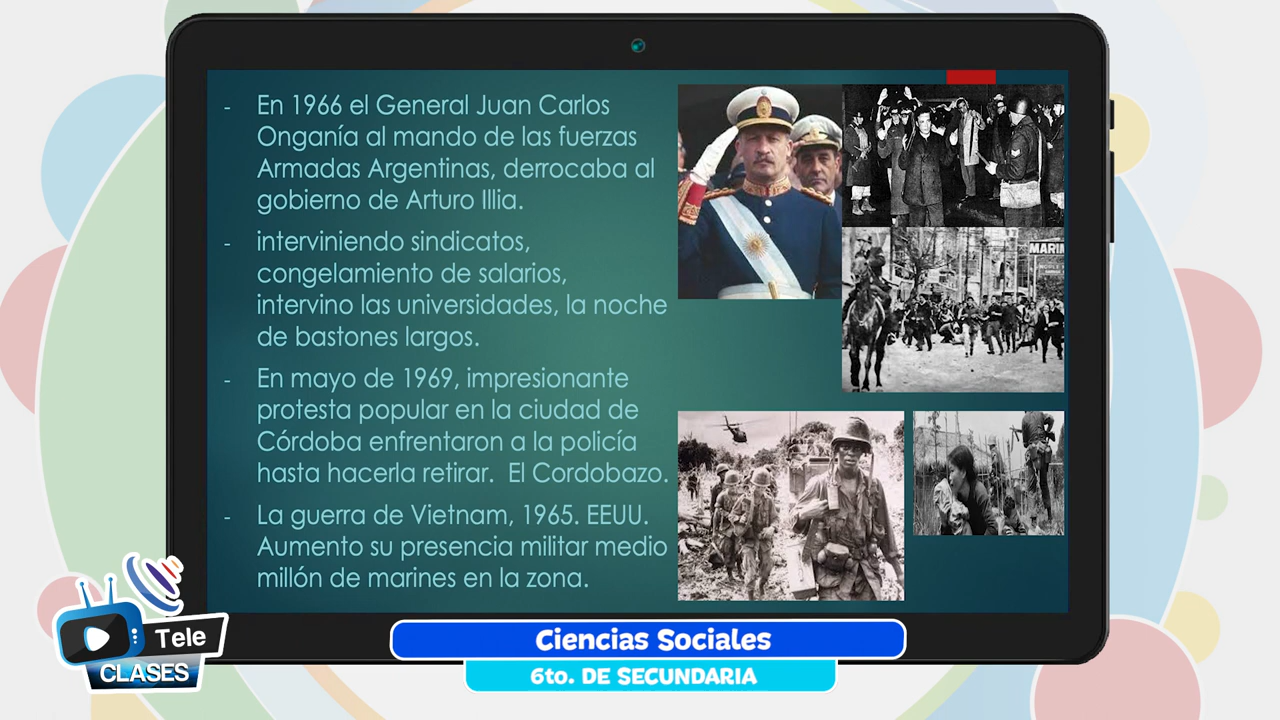 - En 1966 el General Juan Carlos
Onganía al mando de las fuerzas
Armadas Argentinas, derrocaba al
gobierno de Arturo Illia.
- interviniendo sindicatos,
congelamiento de salarios,
intervino las universidades, la noche
de bastones largos.
- En mayo de 1969, impresionante
protesta popular en la ciudad de
Córdoba enfrentaron a la policía
hasta hacerla retirar. El Cordobazo.
- La guerra de Vietnam, 1965. EEUU.
Aumento su presencia militar medio
millón de marines en la zona.
MARIN
Tele
CLASES
Ciencias Sociales
6to. DE SECUNDARIA